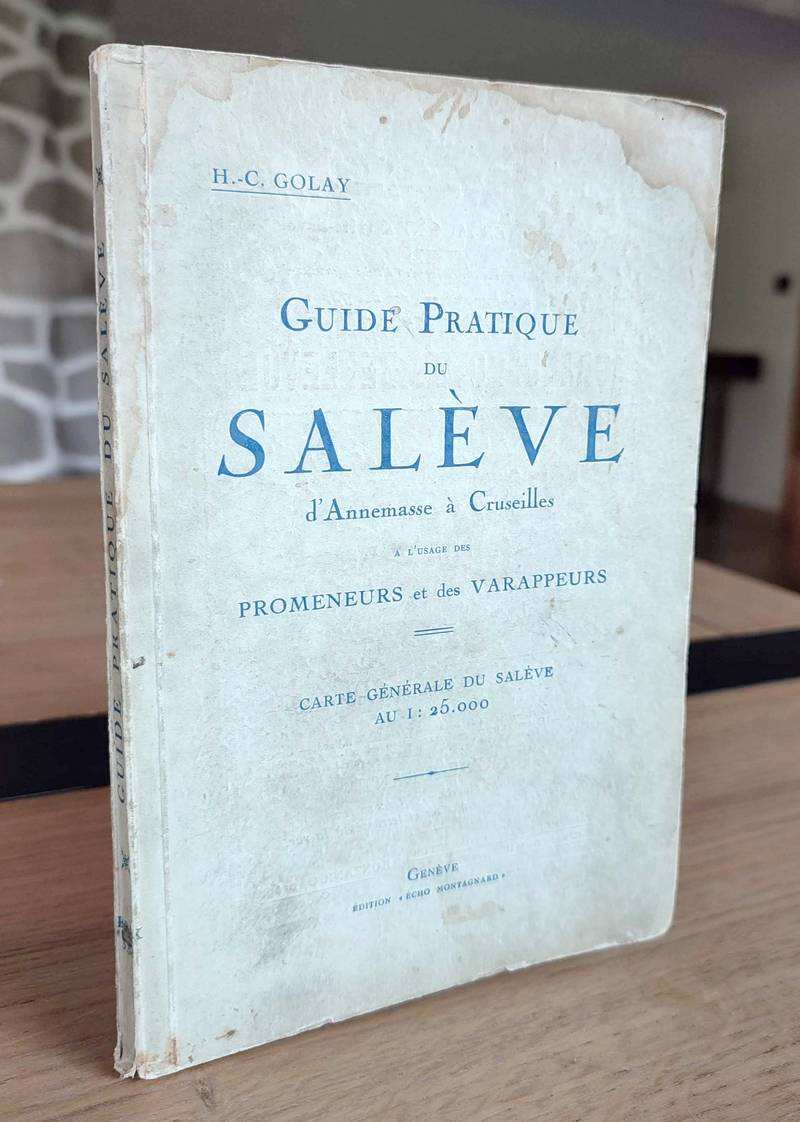 H.-C. GOLAY
GUIDE PRATIQUE
DU
SALÈVE
d'Annemasse à Cruseilles
A L'USAGE DES
PROMENEURS et des VARAPPEURS
CARTE GÉNÉRALE DU SALÈVE
AU 1: 25.000
GENÈVE
ÉDITION « ÉCHO MONTAGNARD »
GUIDE PRATIQUE DU SALÈVE